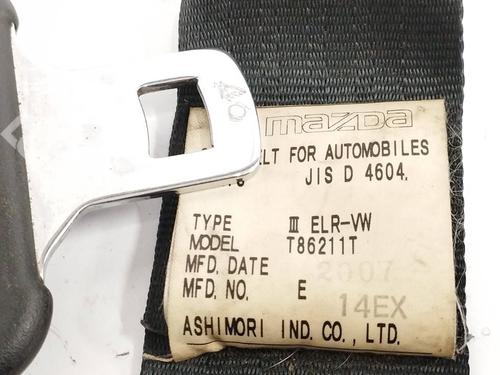 mazda
ELT FOR AUTOMOBILES
JIS D 4604.
TYPE III ELR-VW
MODEL T86211T
MFD. DATE 2007
MFD. NO. E 14EX
ASHIMORI IND. CO., LTD.